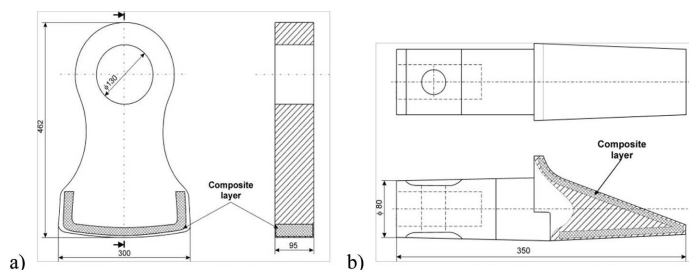 ϕ130
462
Composite
layer
300
95
a)
Composite
layer
ϕ 80
350
b)